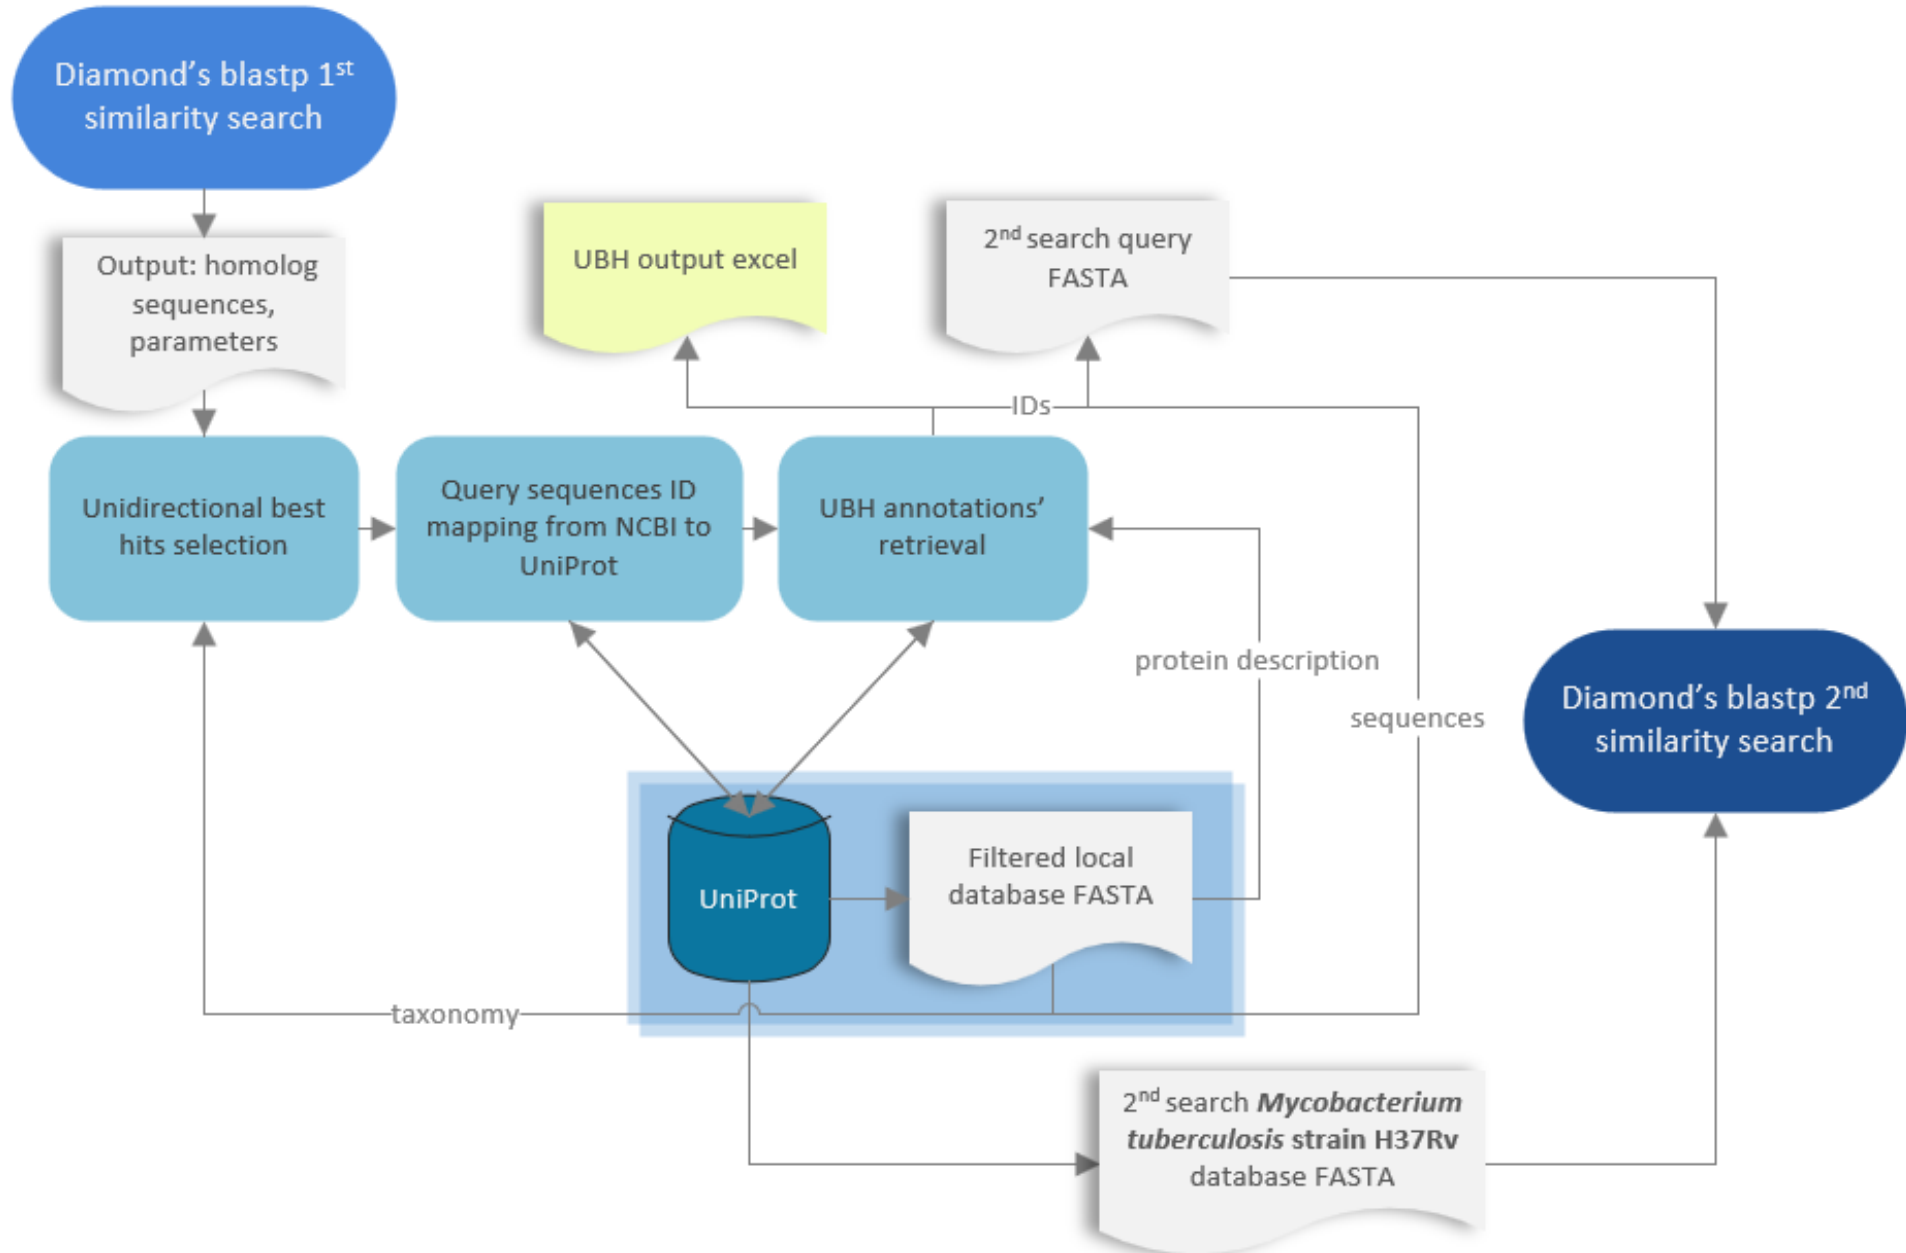 Diamond's blastp 1st
similarity search
Output: homolog
sequences,
parameters
UBH output excel
2nd search query
FASTA
IDs
Unidirectional best
hits selection
Query sequences ID
mapping from NCBI to
UniProt
UBH annotations'
retrieval
protein description
sequences
Diamond's blastp 2nd
similarity search
UniProt
Filtered local
database FASTA
taxonomy
2nd search Mycobacterium
tuberculosis strain H37Rv
database FASTA